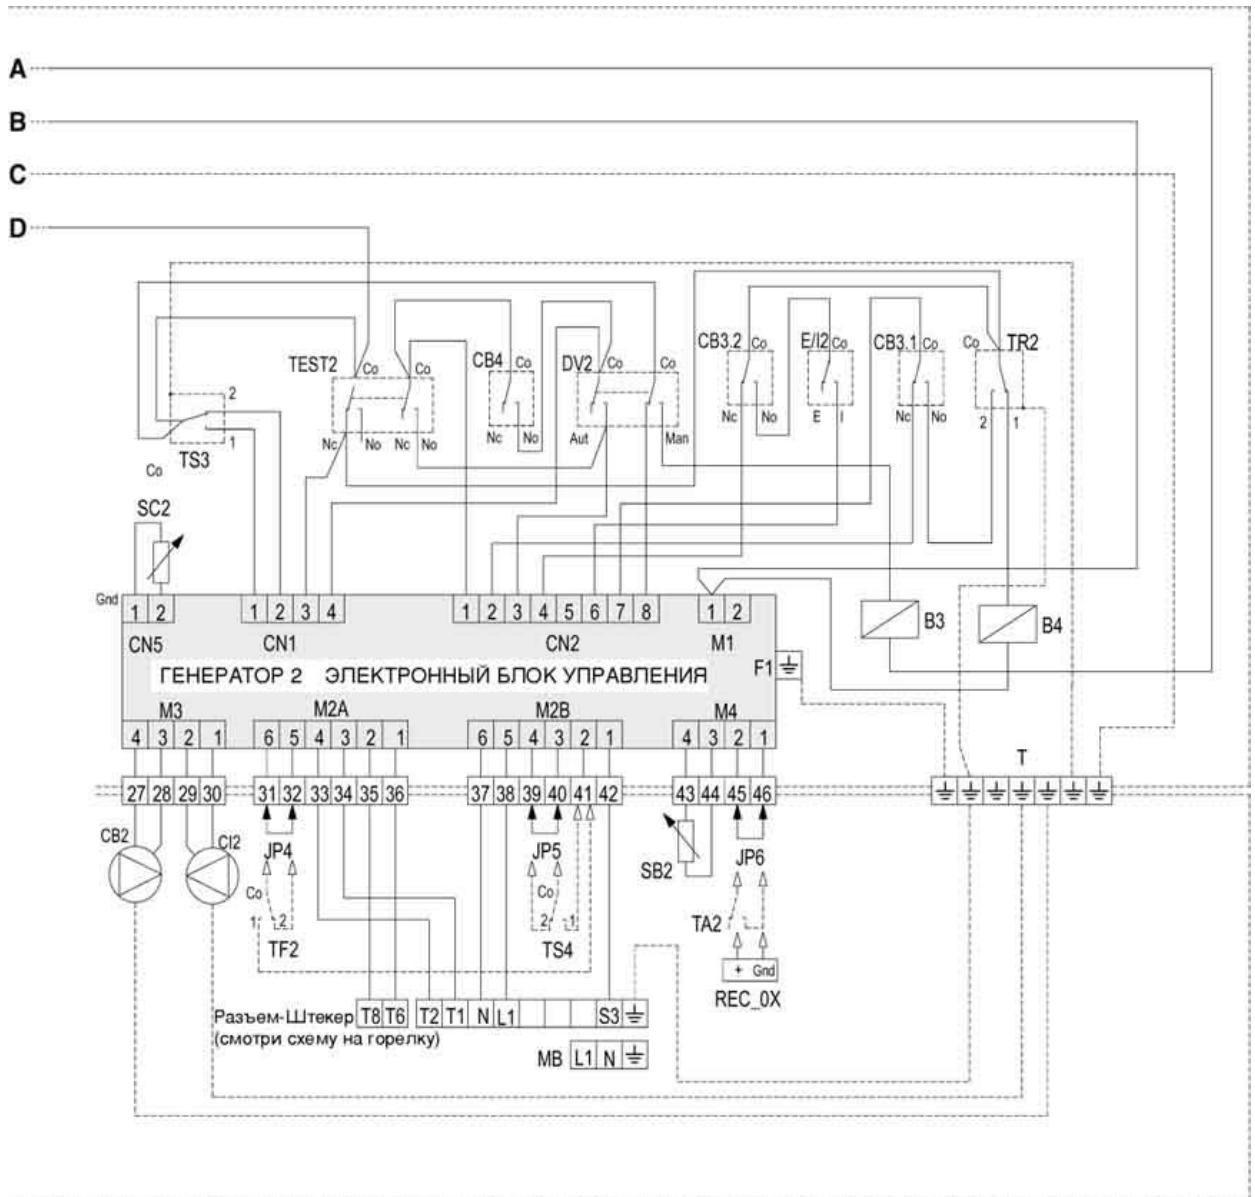 A
B
C
D
TEST2 Co Co CB4 Co DV2 Co Co CB3.2 Co E/I2 Co CB3.1 Co Co TR2
2
1
TS3
Co
Nc No Nc No Nc No Aut Man Nc No E I Nc No 2 1
SC2
Gnd 1 2 1 2 3 4 1 2 3 4 5 6 7 8 1 2
CN5 CN1 CN2 M1
B3 B4
ГЕНЕРАТОР 2 ЭЛЕКТРОННЫЙ БЛОК УПРАВЛЕНИЯ
F1
M3 M2A M2B M4
4 3 2 1 6 5 4 3 2 1 6 5 4 3 2 1 4 3 2 1
T
27 28 29 30 31 32 33 34 35 36 37 38 39 40 41 42 43 44 45 46
CB2 CI2 JP4 JP5 SB2 JP6
Co Co
1 2 2 1
TF2 TS4 TA2
+ Gnd
REC_0X
Разъем-Штекер T8 T6 T2 T1 N L1 S3
(смотри схему на горелку)
MB L1 N